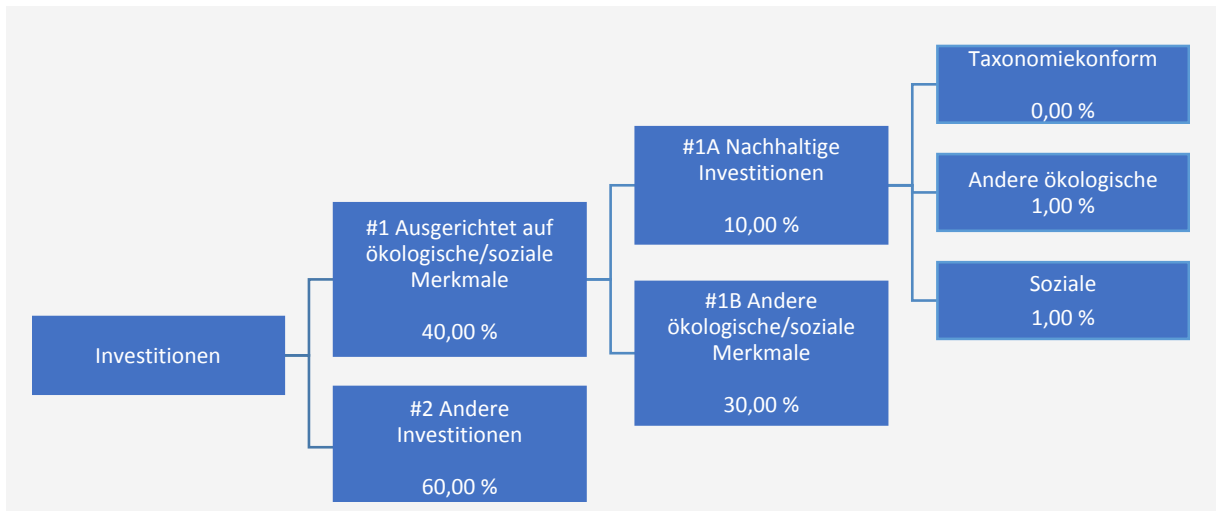 Investitionen
#1 Ausgerichtet auf
ökologische/soziale
Merkmale
40,00 %
#2 Andere
Investitionen
60,00 %
#1A Nachhaltige
Investitionen
10,00 %
#1B Andere
ökologische/soziale
Merkmale
30,00 %
Taxonomiekonform
0,00 %
Andere ökologische
1,00 %
Soziale
1,00 %